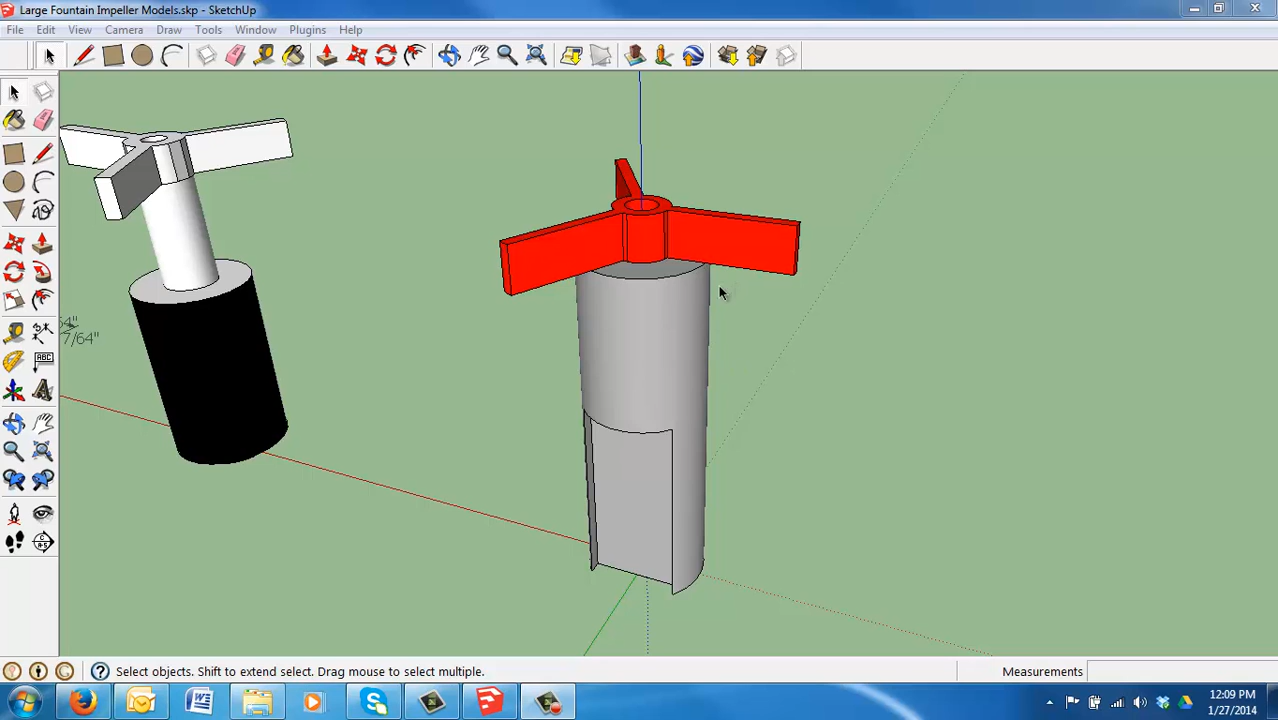 Large Fountain Impeller Models.skp - SketchUp
File Edit View Camera Draw Tools Window Plugins Help
7/64"
Select objects. Shift to extend select. Drag mouse to select multiple.
Measurements
12:09 PM
1/27/2014